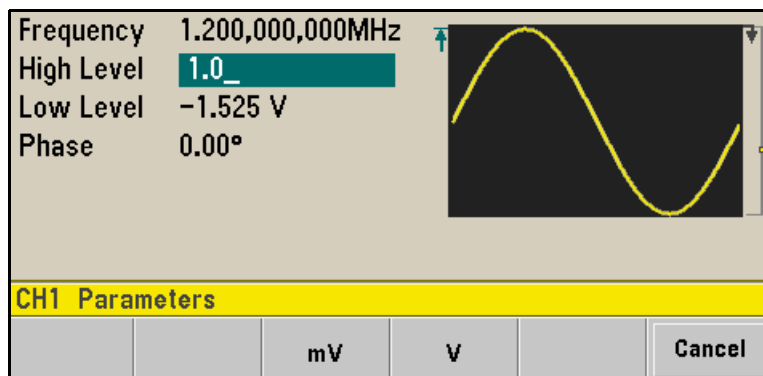 Frequency 1.200,000,000MHz
High Level 1.0_
Low Level -1.525 V
Phase 0.00°
CH1 Parameters
mV V Cancel